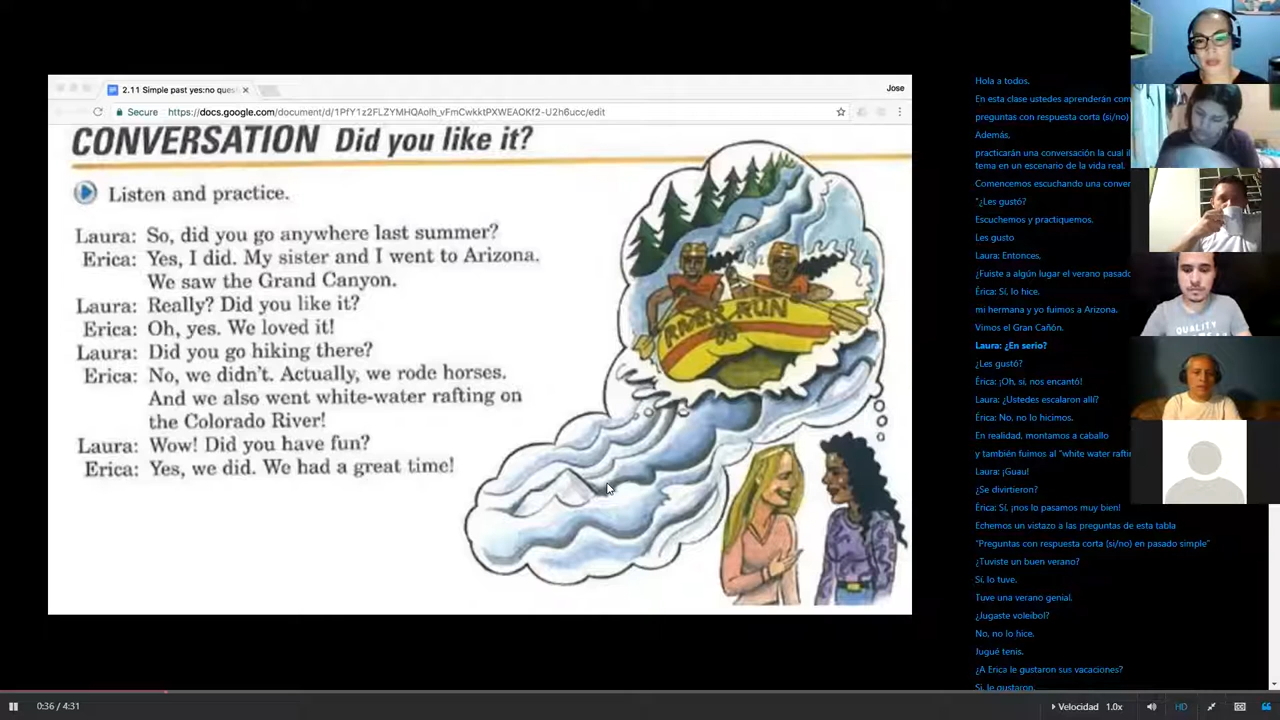 2.11 Simple past yes:no ques
Jose
Secure https://docs.google.com/document/d/1PfY1z2FLZYMHQAolh_vFmCwkktPXWEAOKf2-U2h6ucc/edit
CONVERSATION Did you like it?
Listen and practice.
Laura: So, did you go anywhere last summer?
Erica: Yes, I did. My sister and I went to Arizona.
We saw the Grand Canyon.
Laura: Really? Did you like it?
Erica: Oh, yes. We loved it!
Laura: Did you go hiking there?
Erica: No, we didn't. Actually, we rode horses.
And we also went white-water rafting on
the Colorado River!
Laura: Wow! Did you have fun?
Erica: Yes, we did. We had a great time!
RIVER RUN
Hola a todos.
En esta clase ustedes aprenderán com
preguntas con respuesta corta (si/no)
Además,
practicarán una conversación la cual il
tema en un escenario de la vida real.
Comencemos escuchando una conver
"¿Les gustó?
Escuchemos y practiquemos.
Les gusto
Laura: Entonces,
¿Fuiste a algún lugar el verano pasado
Érica: Sí, lo hice,
mi hermana y yo fuimos a Arizona.
Vimos el Gran Cañón.
Laura: ¿En serio?
¿Les gustó?
Érica: ¡Oh, sí, nos encantó!
Laura: ¿Ustedes escalaron allí?
Érica: No, no lo hicimos.
En realidad, montamos a caballo
y también fuimos al "white water rafti
Laura: ¡Guau!
¿Se divirtieron?
Érica: Sí, ¡nos lo pasamos muy bien!
Echemos un vistazo a las preguntas de esta tabla
"Preguntas con respuesta corta (si/no) en pasado simple"
¿Tuviste un buen verano?
Sí, lo tuve.
Tuve una verano genial.
¿Jugaste voleibol?
No, no lo hice.
Jugué tenis.
¿A Erica le gustaron sus vacaciones?
Sí, le gustaron.
QUALITY
0:36 / 4:31
Velocidad 1.0x
HD
CC